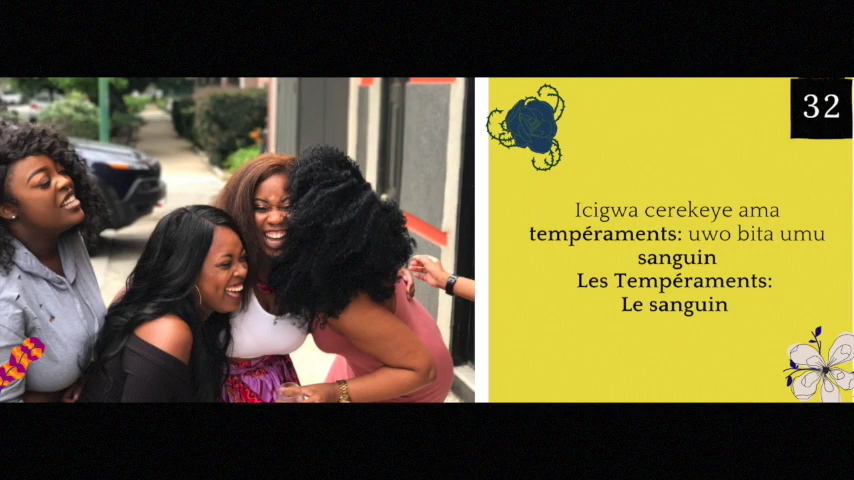 32
Icigwa cerekeye ama
tempéraments: uwo bita umu
sanguin
Les Tempéraments:
Le sanguin